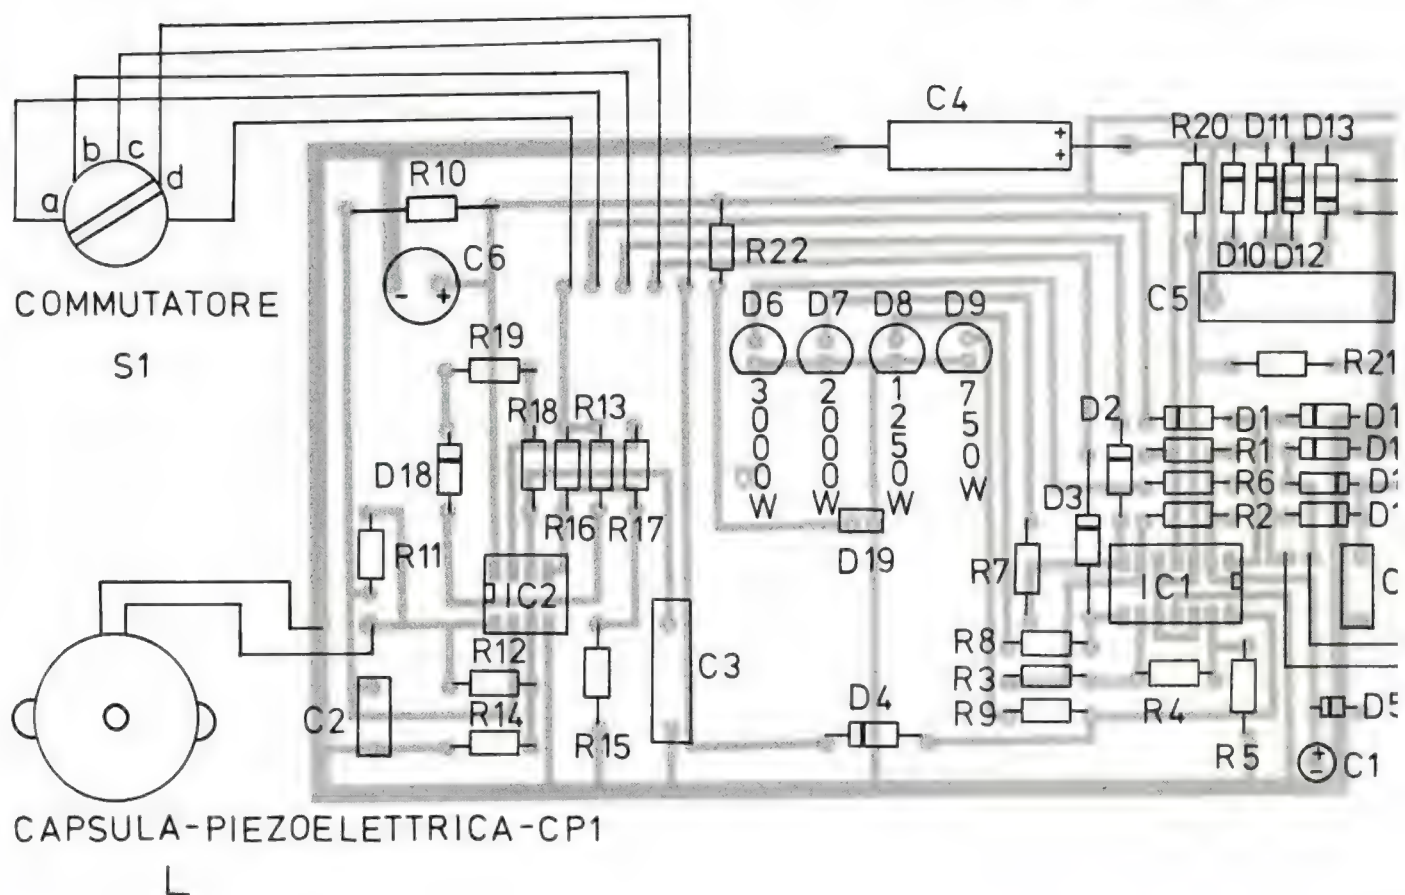 C4
R20 D11 D13
b c
a d
R10
C6
R22
D10 D12
C5
COMMUTATORE
S1
D6 D7 D8 D9
R19
R21
3000W
2000W
1250W
750W
R18 R13
D2
D1
R1
R6
R2
D18
R16 R17
D3
D19
R11
IC2
R7
IC1
R12
R8
R3
R9
R4
C3
D4
C2
R14
R15
R5
D5
C1
CAPSULA-PIEZOELETTRICA-CP1